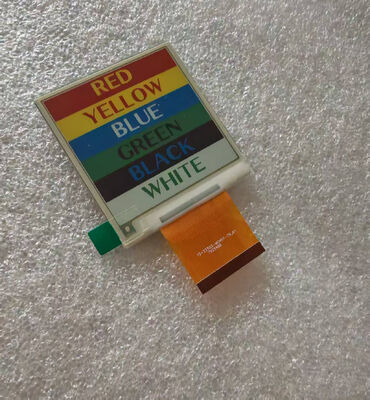 RED
YELLOW
BLUE
GREEN
BLACK
WHITE